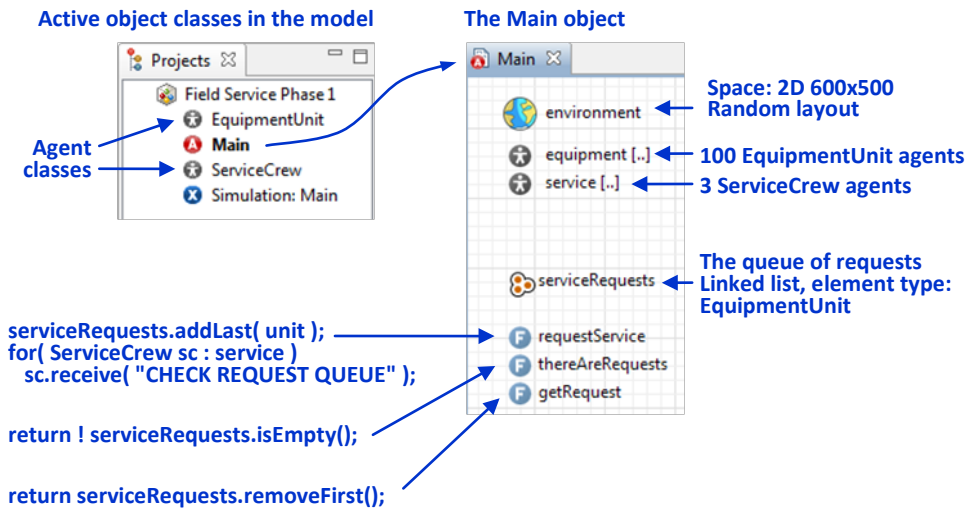 Active object classes in the model
The Main object
Projects
Field Service Phase 1
EquipmentUnit
Main
ServiceCrew
Simulation: Main
Agent
classes
Main
environment
equipment [..]
service [..]
serviceRequests
requestService
thereAreRequests
getRequest
Space: 2D 600x500
Random layout
100 EquipmentUnit agents
3 ServiceCrew agents
The queue of requests
Linked list, element type:
EquipmentUnit
serviceRequests.addLast( unit );
for( ServiceCrew sc : service )
sc.receive( "CHECK REQUEST QUEUE" );
return ! serviceRequests.isEmpty();
return serviceRequests.removeFirst();